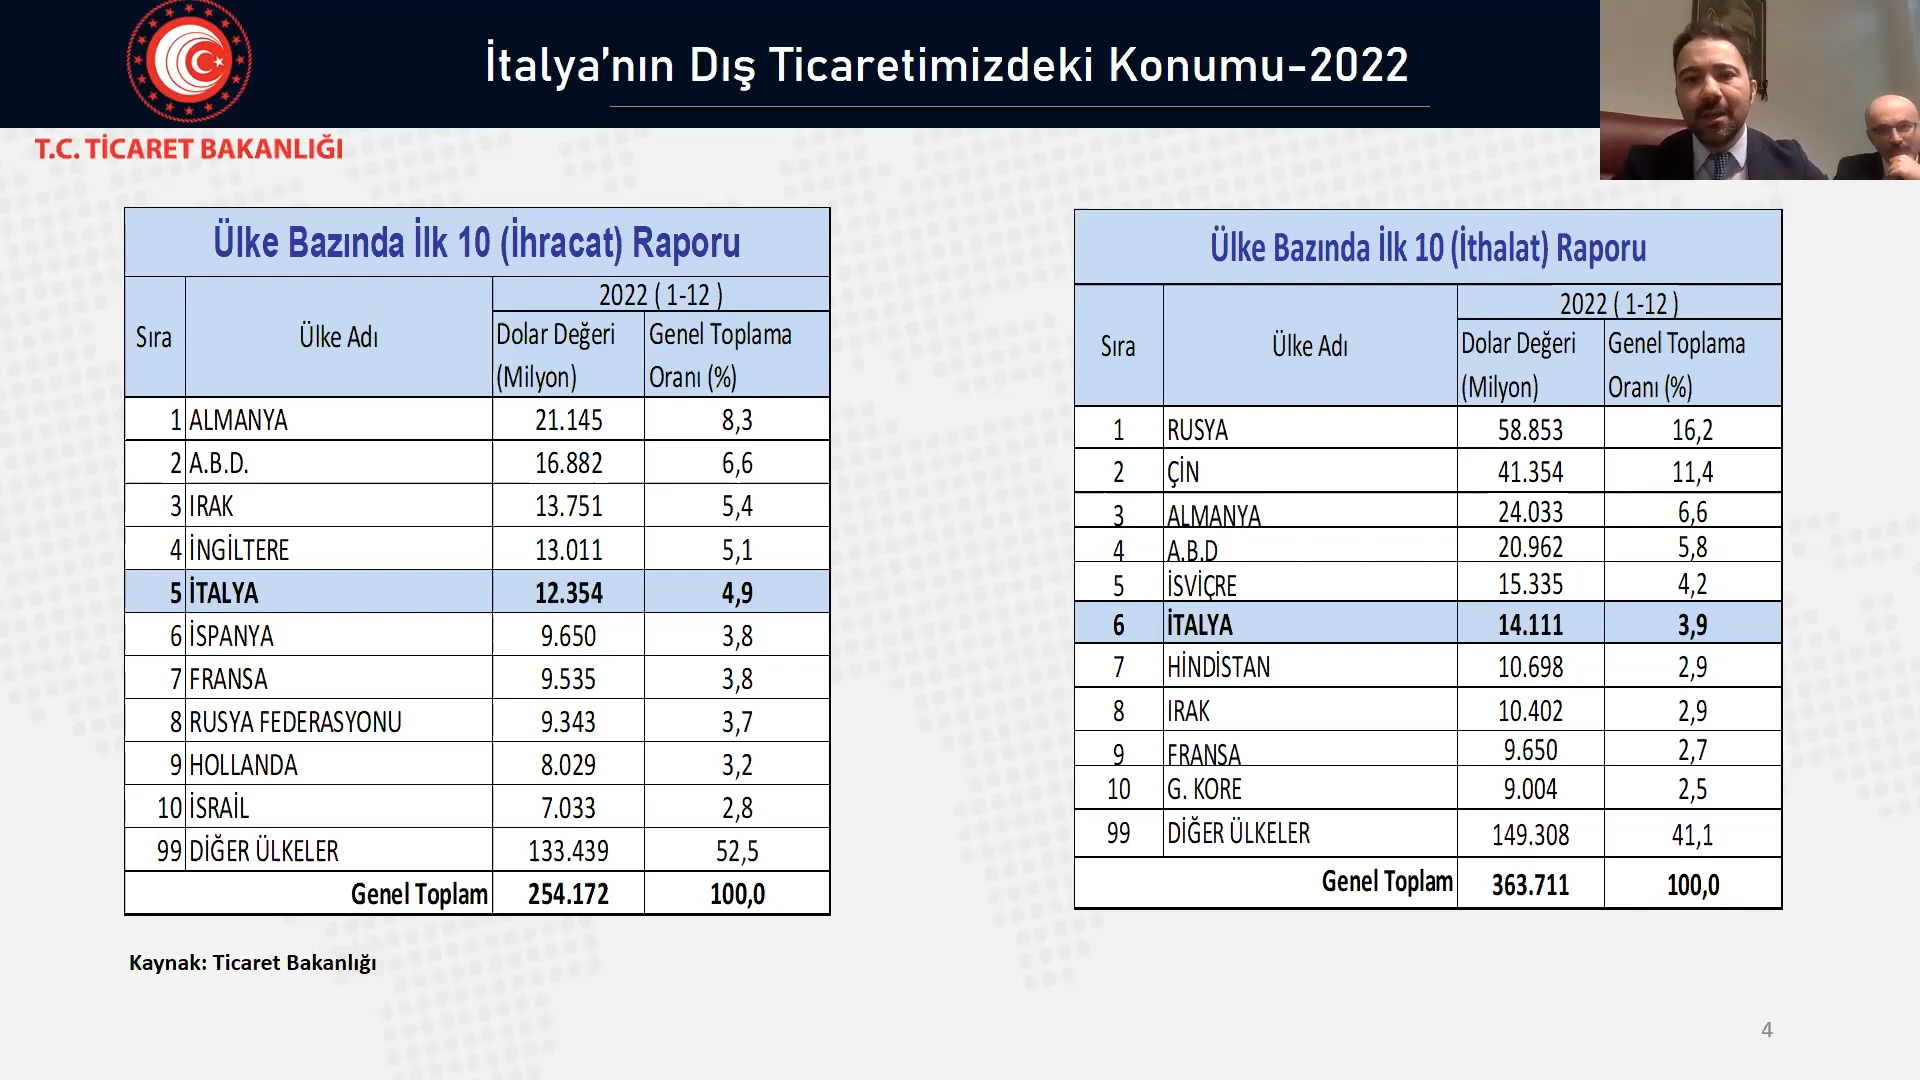 İtalya’nın Dış Ticaretimizdeki Konumu-2022
T.C. TİCARET BAKANLIĞI
Ülke Bazında İlk 10 (İhracat) Raporu
2022 ( 1-12 )
Sıra Ülke Adı Dolar Değeri (Milyon) Genel Toplama Oranı (%)
1 ALMANYA 21.145 8,3
2 A.B.D. 16.882 6,6
3 IRAK 13.751 5,4
4 İNGİLTERE 13.011 5,1
5 İTALYA 12.354 4,9
6 İSPANYA 9.650 3,8
7 FRANSA 9.535 3,8
8 RUSYA FEDERASYONU 9.343 3,7
9 HOLLANDA 8.029 3,2
10 İSRAİL 7.033 2,8
99 DİĞER ÜLKELER 133.439 52,5
Genel Toplam 254.172 100,0
Kaynak: Ticaret Bakanlığı
Ülke Bazında İlk 10 (İthalat) Raporu
2022 ( 1-12 )
Sıra Ülke Adı Dolar Değeri (Milyon) Genel Toplama Oranı (%)
1 RUSYA 58.853 16,2
2 ÇİN 41.354 11,4
3 ALMANYA 24.033 6,6
4 A.B.D 20.962 5,8
5 İSVİÇRE 15.335 4,2
6 İTALYA 14.111 3,9
7 HİNDİSTAN 10.698 2,9
8 IRAK 10.402 2,9
9 FRANSA 9.650 2,7
10 G. KORE 9.004 2,5
99 DİĞER ÜLKELER 149.308 41,1
Genel Toplam 363.711 100,0
4